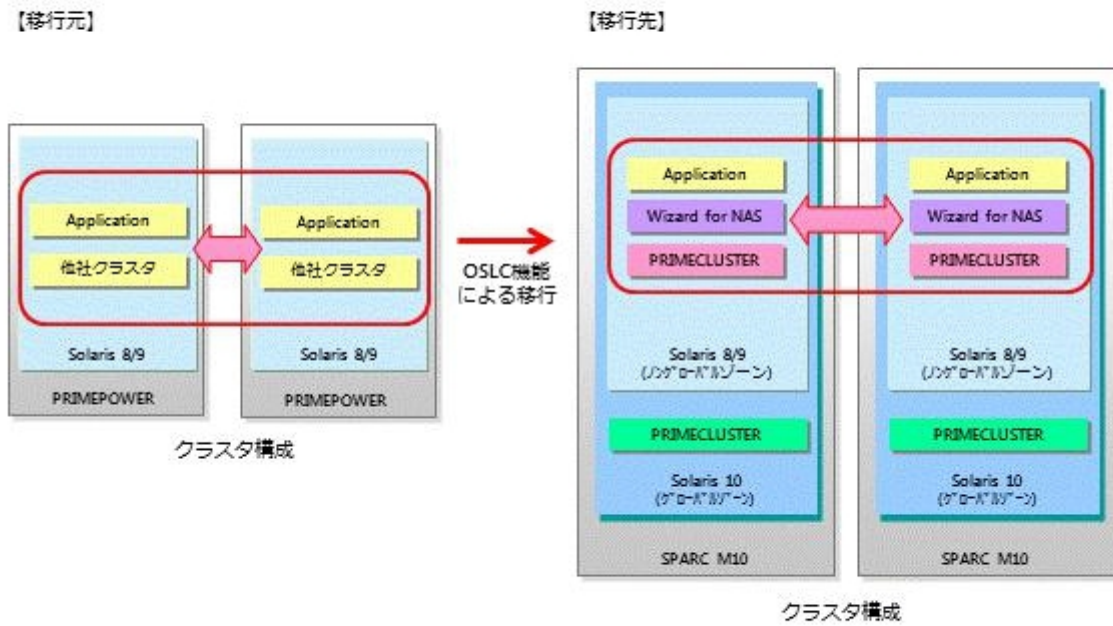 【移行元】
Application
他社クラスタ
Solaris 8/9
PRIMEPOWER
Application
他社クラスタ
Solaris 8/9
PRIMEPOWER
クラスタ構成
OSLC機能
による移行
【移行先】
Application
Wizard for NAS
PRIMECLUSTER
Solaris 8/9
(ﾉﾝｸﾞﾛｰﾊﾞﾙゾーン)
PRIMECLUSTER
Solaris 10
(ｸﾞﾛｰﾊﾞﾙｿﾞｰﾝ)
SPARC M10
Application
Wizard for NAS
PRIMECLUSTER
Solaris 8/9
(ﾉﾝｸﾞﾛｰﾊﾞﾙゾーン)
PRIMECLUSTER
Solaris 10
(ｸﾞﾛｰﾊﾞﾙｿﾞｰﾝ)
SPARC M10
クラスタ構成